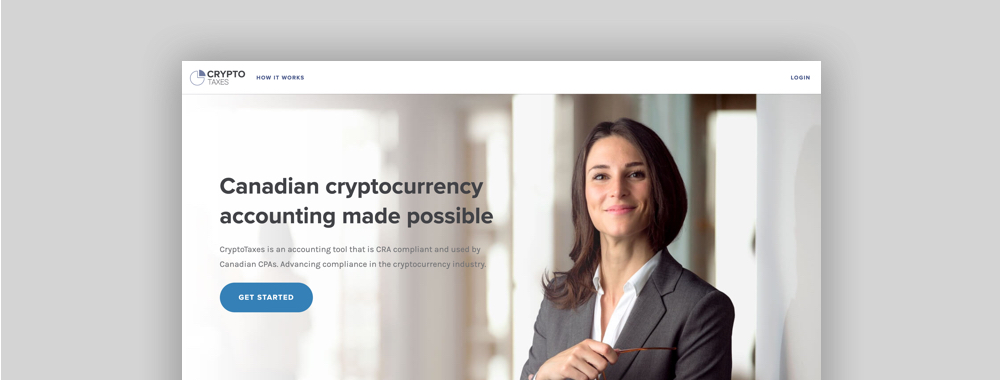 CRYPTO
TAXES
HOW IT WORKS
LOGIN
Canadian cryptocurrency
accounting made possible
CryptoTaxes is an accounting tool that is CRA compliant and used by
Canadian CPAs. Advancing compliance in the cryptocurrency industry.
GET STARTED